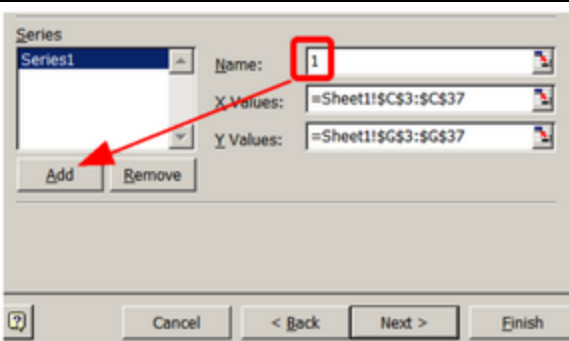 Series
Series1
Name: 1
X Values: =Sheet1!$C$3:$C$37
Y Values: =Sheet1!$G$3:$G$37
Add Remove
Cancel < Back Next > Finish